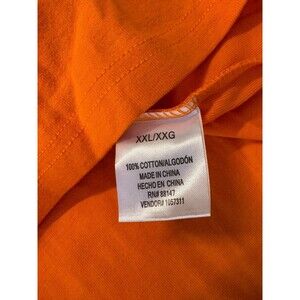 XXL/XXG
100% COTTON/ALGODÓN
MADE IN CHINA
HECHO EN CHINA
RN# 88147
VENDOR# 1057311